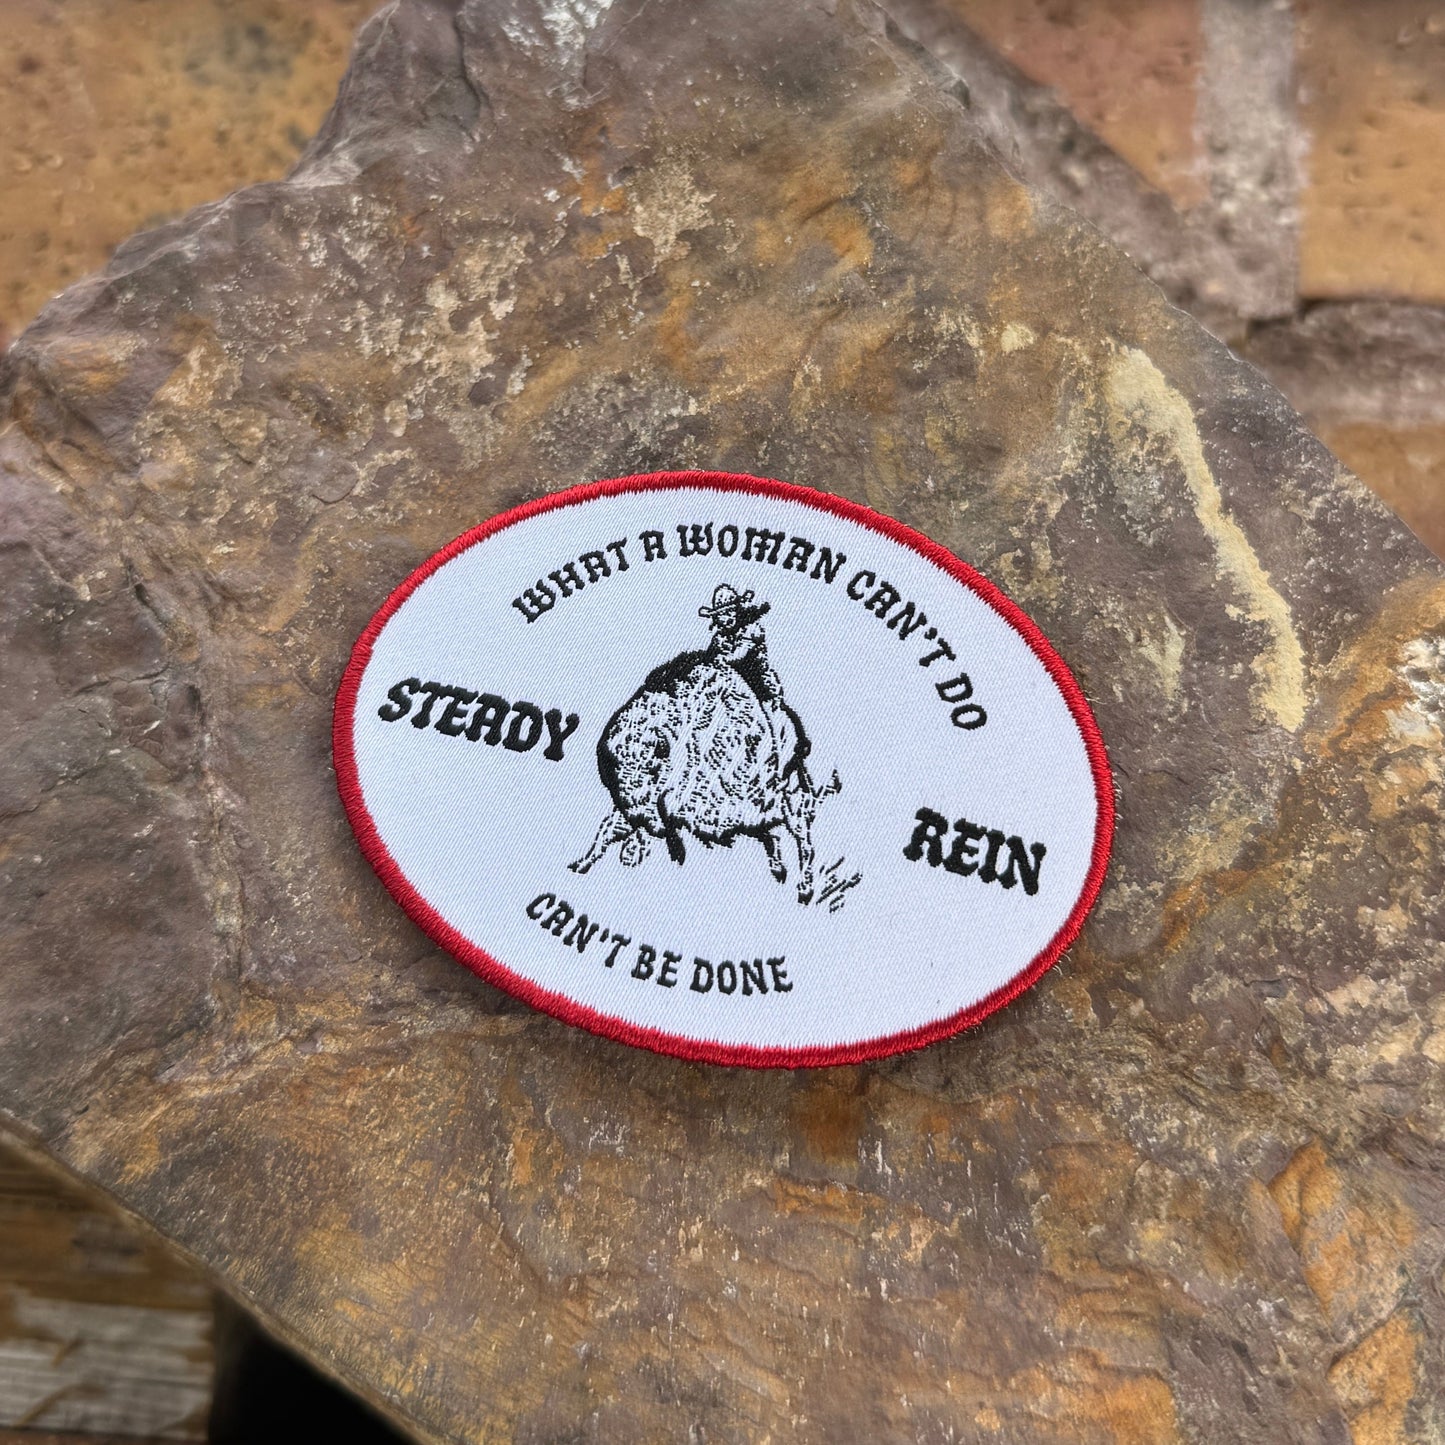 WHAT A WOMAN CAN'T DO
STEADY
REIN
CAN'T BE DONE